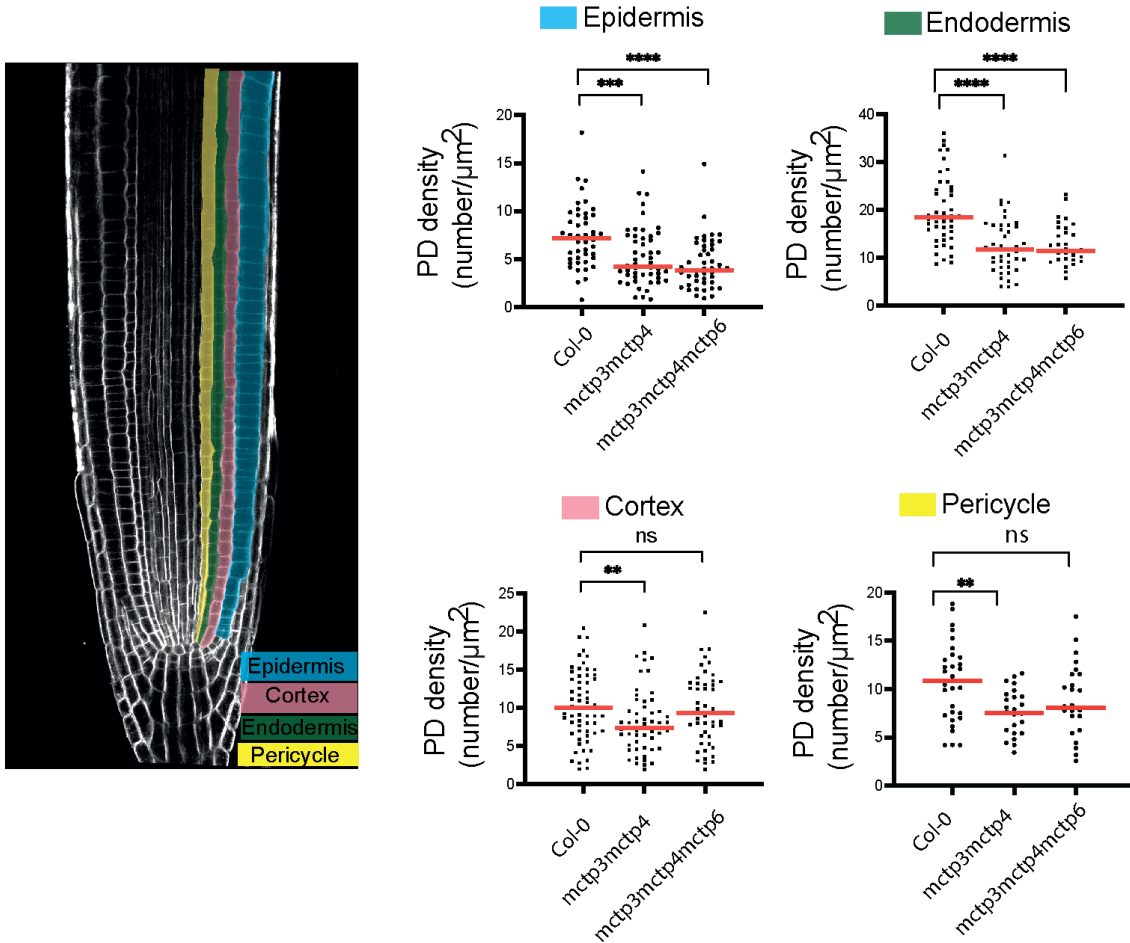 Epidermis
Cortex
Endodermis
Pericycle
Epidermis
****
***
PD density
(number/µm2)
20
15
10
5
0
Col-0
mctp3mctp4
mctp3mctp4mctp6
Endodermis
****
****
PD density
(number/µm2)
40
30
20
10
0
Col-0
mctp3mctp4
mctp3mctp4mctp6
Cortex
ns
**
PD density
(number/µm2)
25
20
15
10
5
0
Col-0
mctp3mctp4
mctp3mctp4mctp6
Pericycle
ns
**
PD density
(number/µm2)
20
15
10
5
0
Col-0
mctp3mctp4
mctp3mctp4mctp6